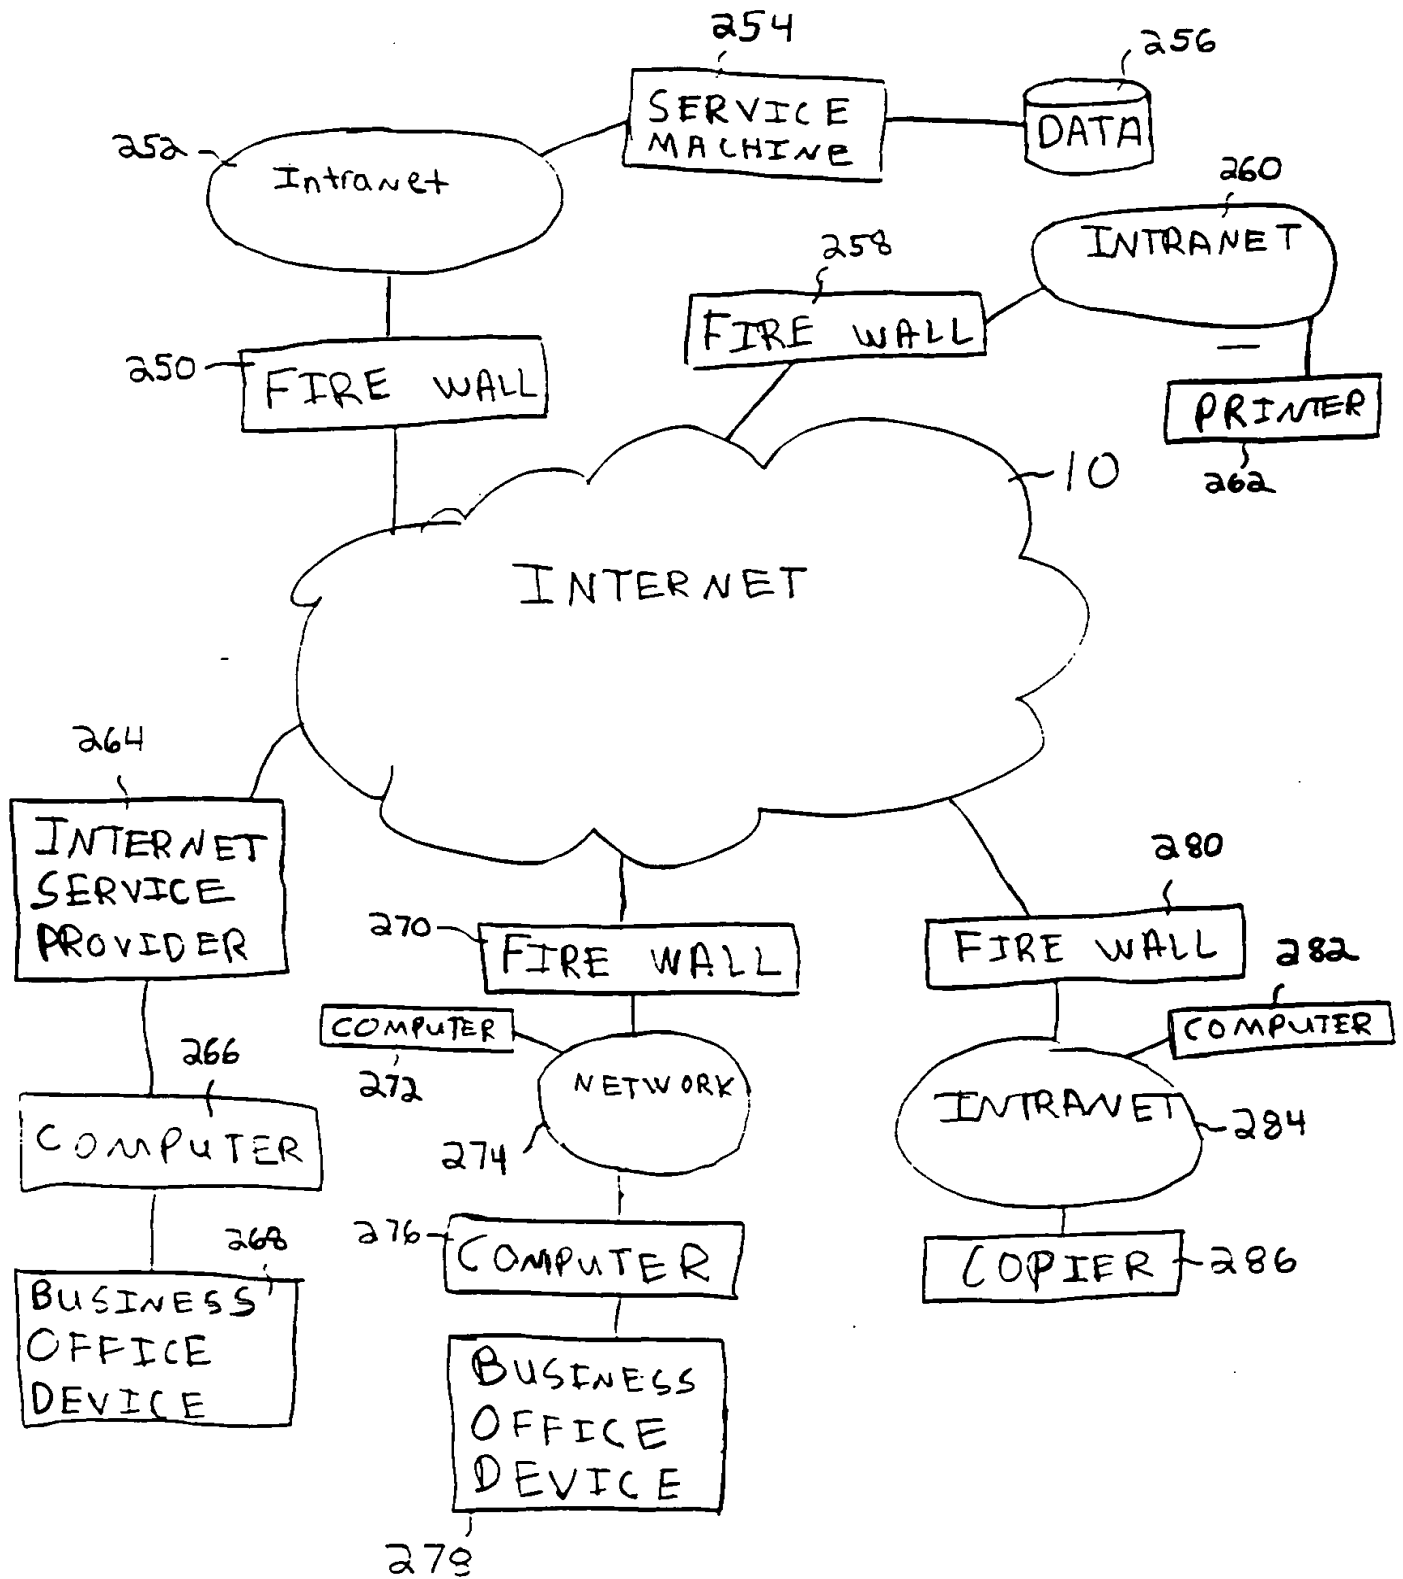 254
SERVICE
MACHINE
256
DATA
252
Intranet
260
INTRANET
258
FIRE WALL
250
FIRE WALL
PRINTER
262
10
INTERNET
264
INTERNET
SERVICE
PROVIDER
280
FIRE WALL
282
COMPUTER
270
FIRE WALL
COMPUTER
272
NETWORK
274
266
COMPUTER
INTRANET
284
276
COMPUTER
268
BUSINESS
OFFICE
DEVICE
COPIER
286
BUSINESS
OFFICE
DEVICE
278